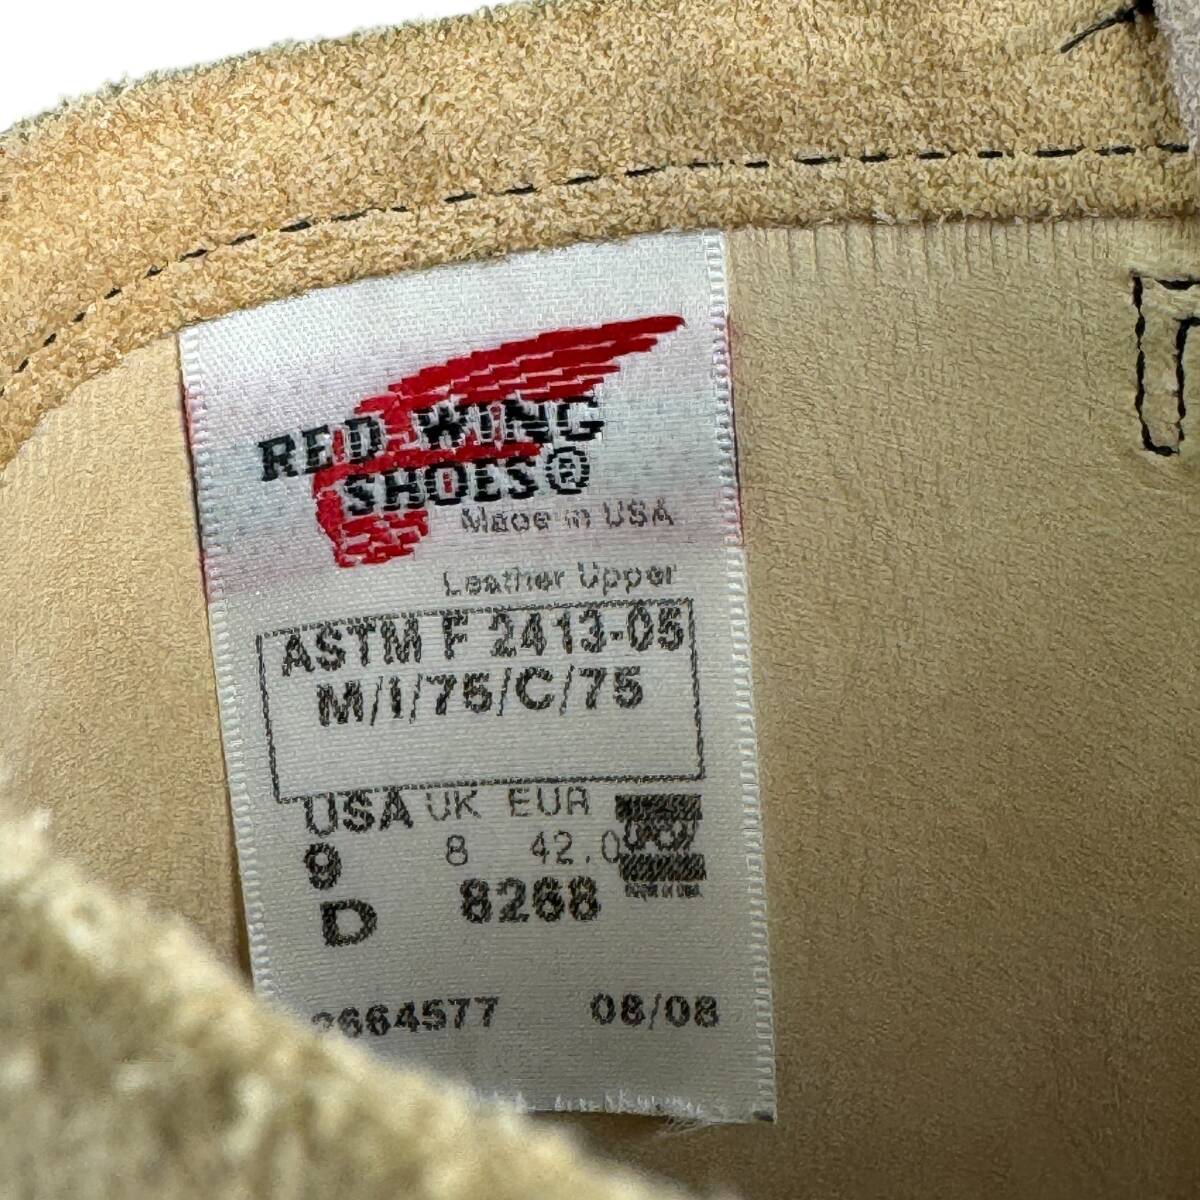 RED WING
SHOES®
Made in USA
Leather Upper
ASTM F 2413-05
M/I/75/C/75
USA UK EUR
9 8 42.0
D 8268
2664577 08/08